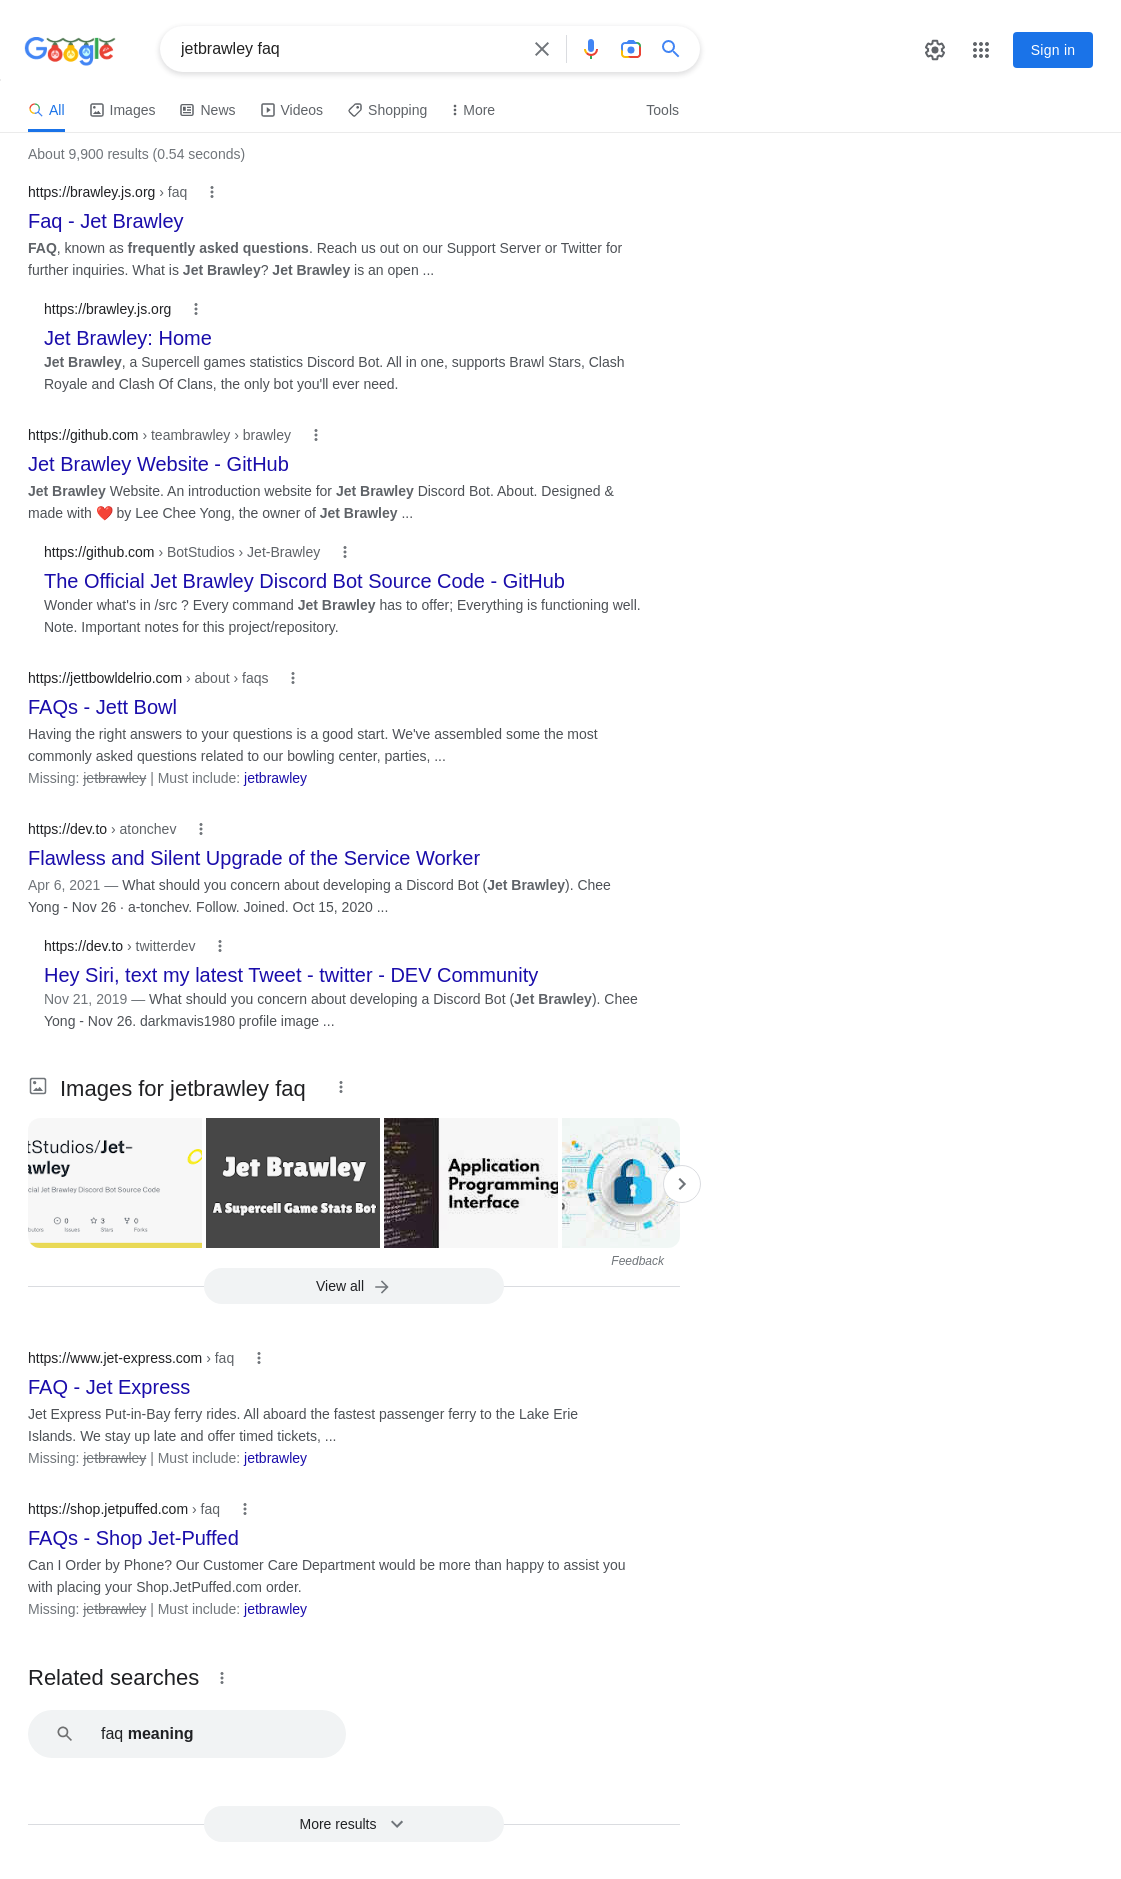 Google
jetbrawley faq
Sign in
All
Images
News
Videos
Shopping
More
Tools
About 9,900 results (0.54 seconds)
https://brawley.js.org › faq
Faq - Jet Brawley
FAQ, known as frequently asked questions. Reach us out on our Support Server or Twitter for
further inquiries. What is Jet Brawley? Jet Brawley is an open ...
https://brawley.js.org
Jet Brawley: Home
Jet Brawley, a Supercell games statistics Discord Bot. All in one, supports Brawl Stars, Clash
Royale and Clash Of Clans, the only bot you'll ever need.
https://github.com › teambrawley › brawley
Jet Brawley Website - GitHub
Jet Brawley Website. An introduction website for Jet Brawley Discord Bot. About. Designed &
made with ❤️ by Lee Chee Yong, the owner of Jet Brawley ...
https://github.com › BotStudios › Jet-Brawley
The Official Jet Brawley Discord Bot Source Code - GitHub
Wonder what's in /src ? Every command Jet Brawley has to offer; Everything is functioning well.
Note. Important notes for this project/repository.
https://jettbowldelrio.com › about › faqs
FAQs - Jett Bowl
Having the right answers to your questions is a good start. We've assembled some the most
commonly asked questions related to our bowling center, parties, ...
Missing: jetbrawley | Must include: jetbrawley
https://dev.to › atonchev
Flawless and Silent Upgrade of the Service Worker
Apr 6, 2021 — What should you concern about developing a Discord Bot (Jet Brawley). Chee
Yong - Nov 26 · a-tonchev. Follow. Joined. Oct 15, 2020 ...
https://dev.to › twitterdev
Hey Siri, text my latest Tweet - twitter - DEV Community
Nov 21, 2019 — What should you concern about developing a Discord Bot (Jet Brawley). Chee
Yong - Nov 26. darkmavis1980 profile image ...
Images for jetbrawley faq
tStudios/Jet-
awley
cial Jet Brawley Discord Bot Source Code
butors
0
Issues
3
Stars
0
Forks
Jet Brawley
A Supercell Game Stats Bot
Application
Programming
Interface
Feedback
View all
https://www.jet-express.com › faq
FAQ - Jet Express
Jet Express Put-in-Bay ferry rides. All aboard the fastest passenger ferry to the Lake Erie
Islands. We stay up late and offer timed tickets, ...
Missing: jetbrawley | Must include: jetbrawley
https://shop.jetpuffed.com › faq
FAQs - Shop Jet-Puffed
Can I Order by Phone? Our Customer Care Department would be more than happy to assist you
with placing your Shop.JetPuffed.com order.
Missing: jetbrawley | Must include: jetbrawley
Related searches
faq meaning
More results